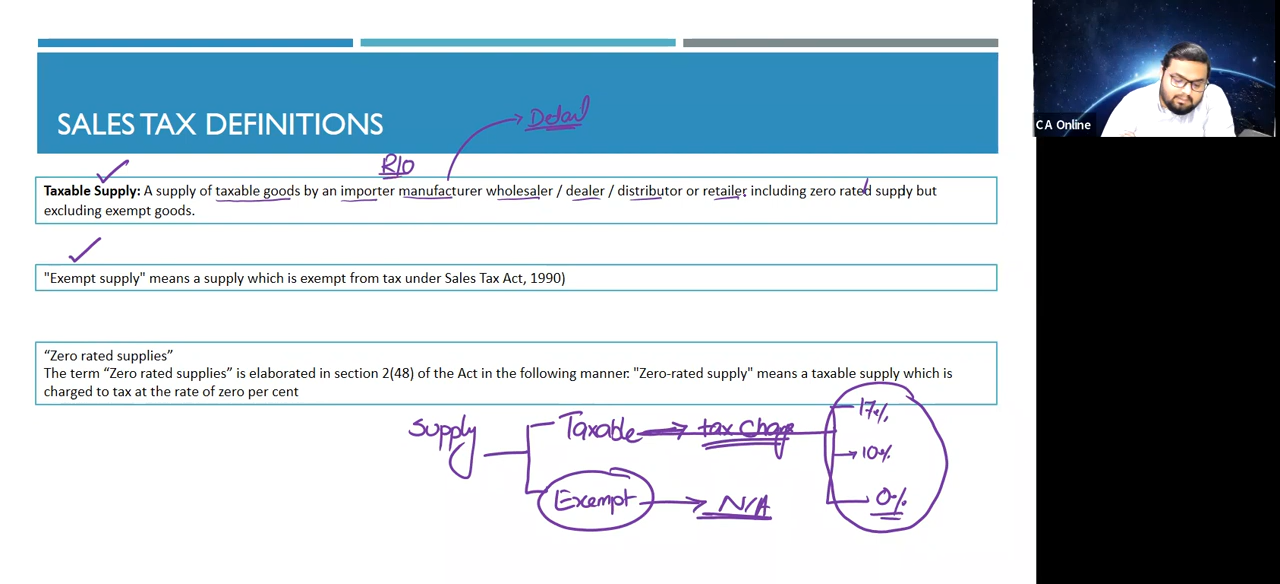 SALES TAX DEFINITIONS
Detail
R/O
Taxable Supply: A supply of taxable goods by an importer manufacturer wholesaler / dealer / distributor or retailer including zero rated supply but
excluding exempt goods.
"Exempt supply" means a supply which is exempt from tax under Sales Tax Act, 1990)
“Zero rated supplies”
The term “Zero rated supplies” is elaborated in section 2(48) of the Act in the following manner: "Zero-rated supply" means a taxable supply which is
charged to tax at the rate of zero per cent
Supply
Taxable
tax charge
17%
10%
0%
Exempt
N/A
CA Online